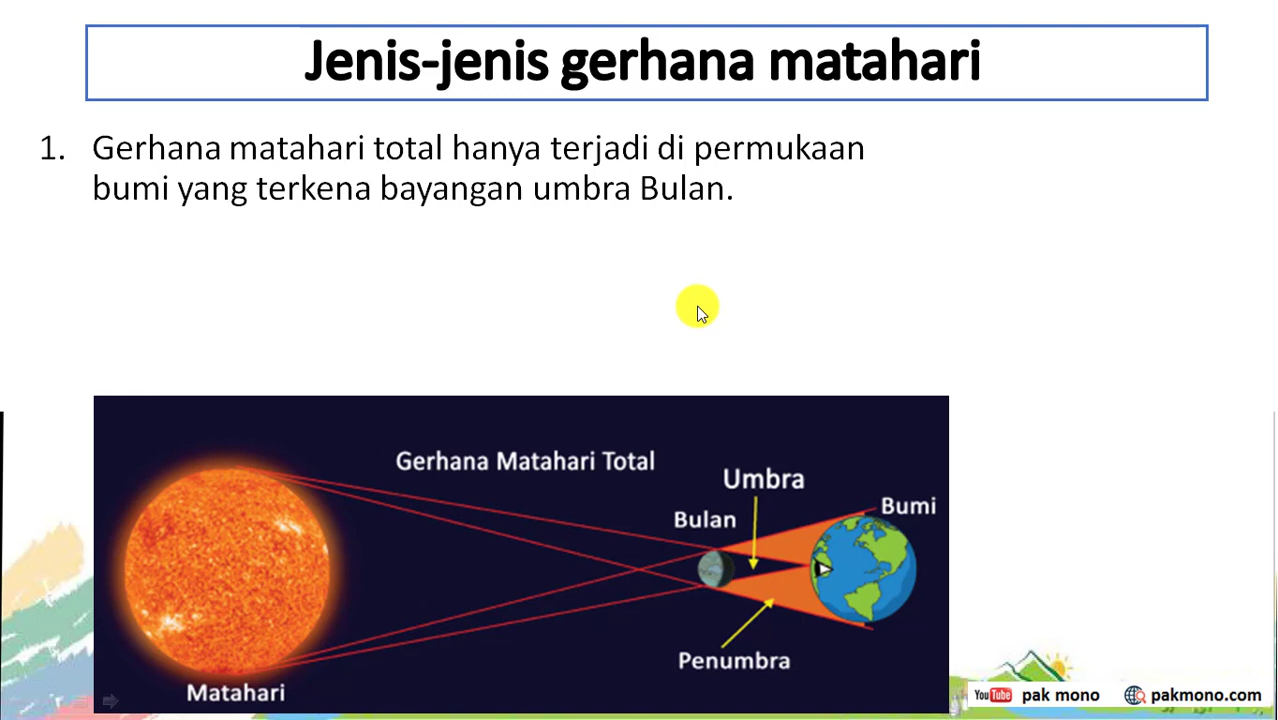 Jenis-jenis gerhana matahari
1. Gerhana matahari total hanya terjadi di permukaan
bumi yang terkena bayangan umbra Bulan.
Gerhana Matahari Total
Umbra
Bulan
Bumi
Penumbra
Matahari
YouTube pak mono pakmono.com